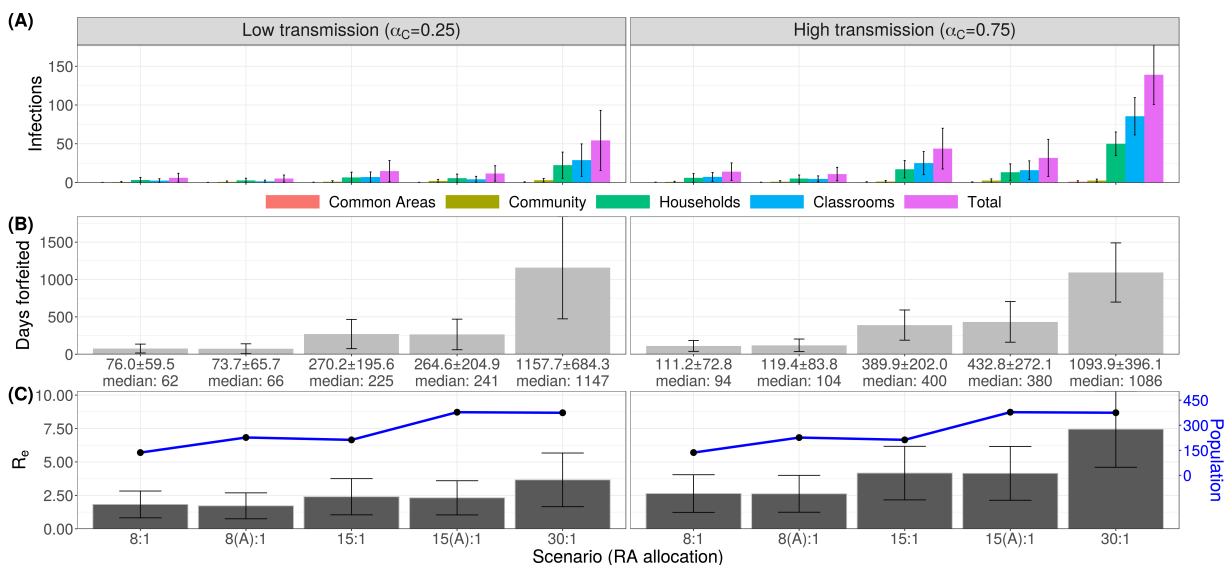 (A)
Low transmission (αC=0.25)
High transmission (αC=0.75)
Infections
150
100
50
0
Common Areas
Community
Households
Classrooms
Total
(B)
Days forfeited
1500
1000
500
0
76.0±59.5
73.7±65.7
270.2±195.6
264.6±204.9
1157.7±684.3
111.2±72.8
119.4±83.8
389.9±202.0
432.8±272.1
1093.9±396.1
median: 62
median: 66
median: 225
median: 241
median: 1147
median: 94
median: 104
median: 400
median: 380
median: 1086
(C)
Re
10.00
7.50
5.00
2.50
0.00
450
300
150
0
Population
8:1
8(A):1
15:1
15(A):1
30:1
8:1
8(A):1
15:1
15(A):1
30:1
Scenario (RA allocation)